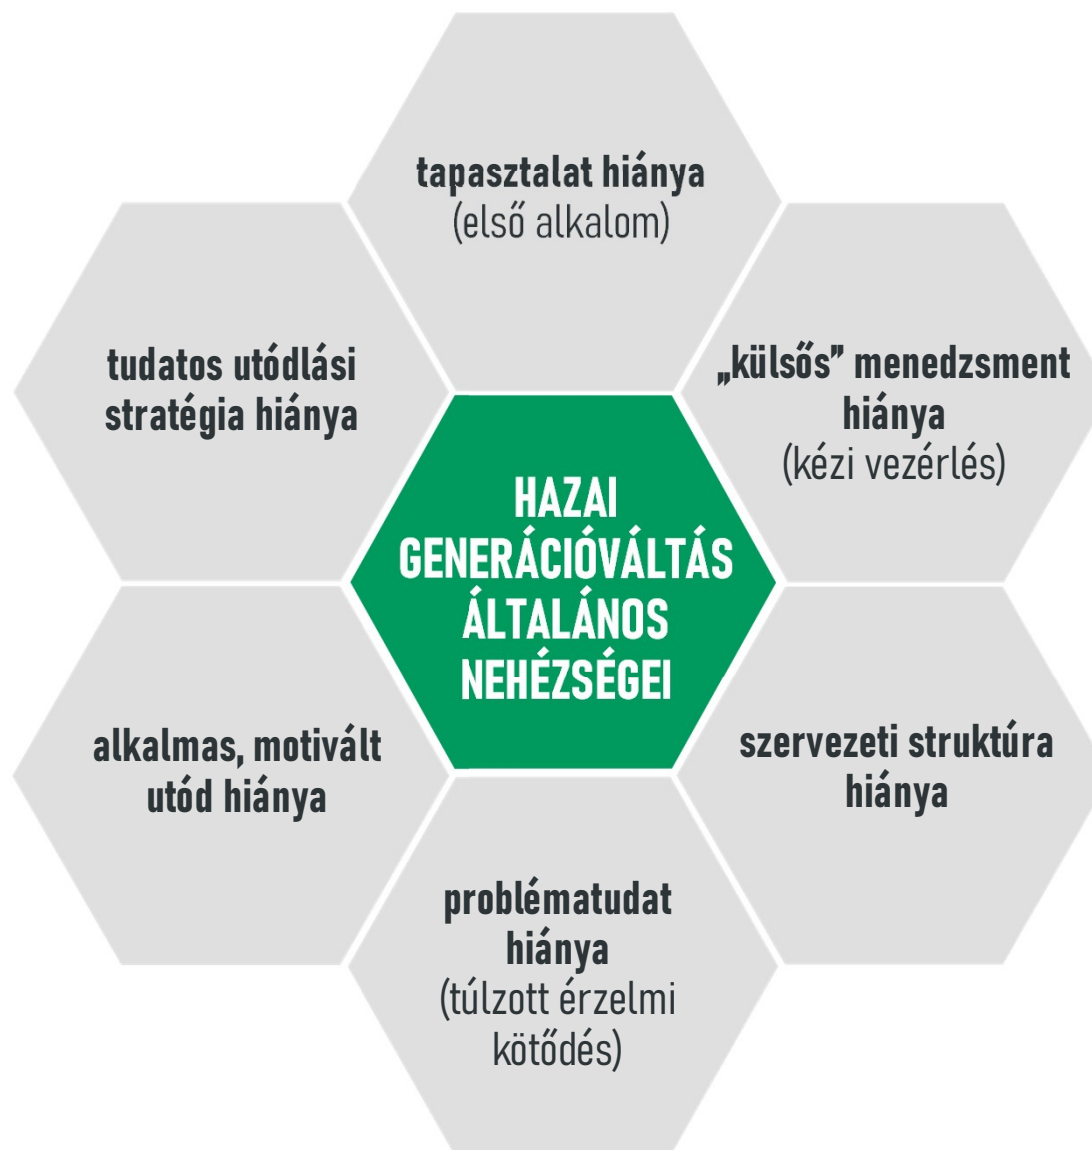 tapasztalat hiánya
(első alkalom)
tudatos utódlási
stratégia hiánya
„külsős” menedzsment
hiánya
(kézi vezérlés)
HAZAI
GENERÁCIÓVÁLTÁS
ÁLTALÁNOS
NEHÉZSÉGEI
alkalmas, motivált
utód hiánya
szervezeti struktúra
hiánya
problématudat
hiánya
(túlzott érzelmi
kötődés)